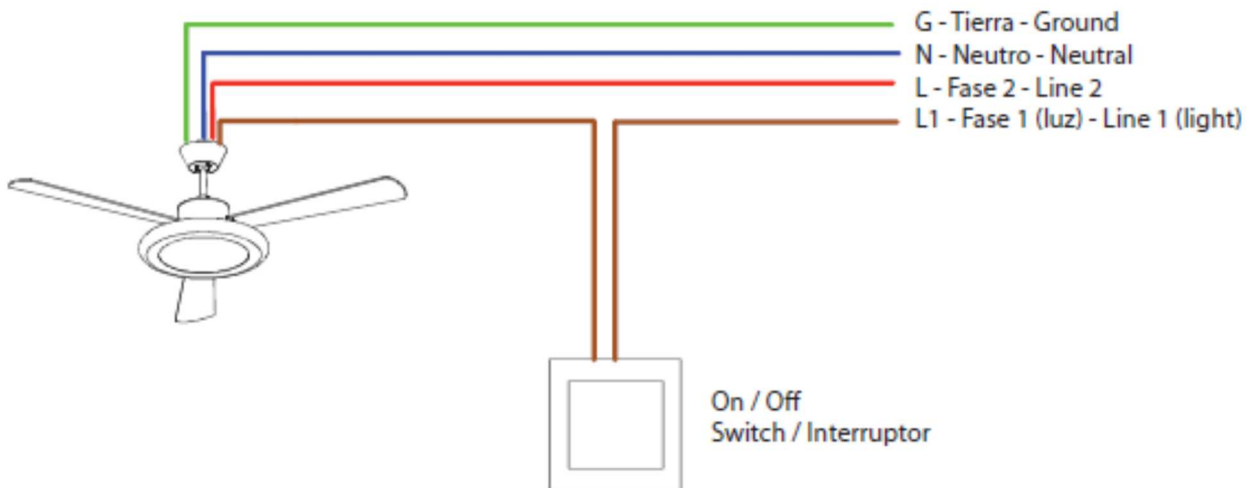 G - Tierra - Ground
N - Neutro - Neutral
L - Fase 2 - Line 2
L1 - Fase 1 (luz) - Line 1 (light)
On / Off
Switch / Interruptor